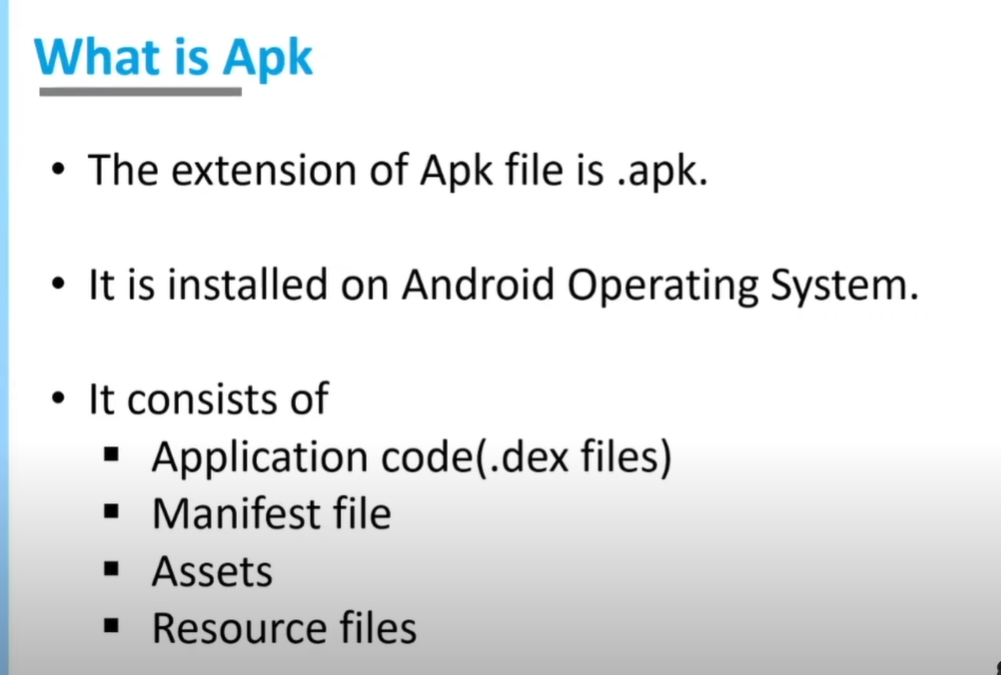 What is Apk
• The extension of Apk file is .apk.
• It is installed on Android Operating System.
• It consists of
▪ Application code(.dex files)
▪ Manifest file
▪ Assets
▪ Resource files